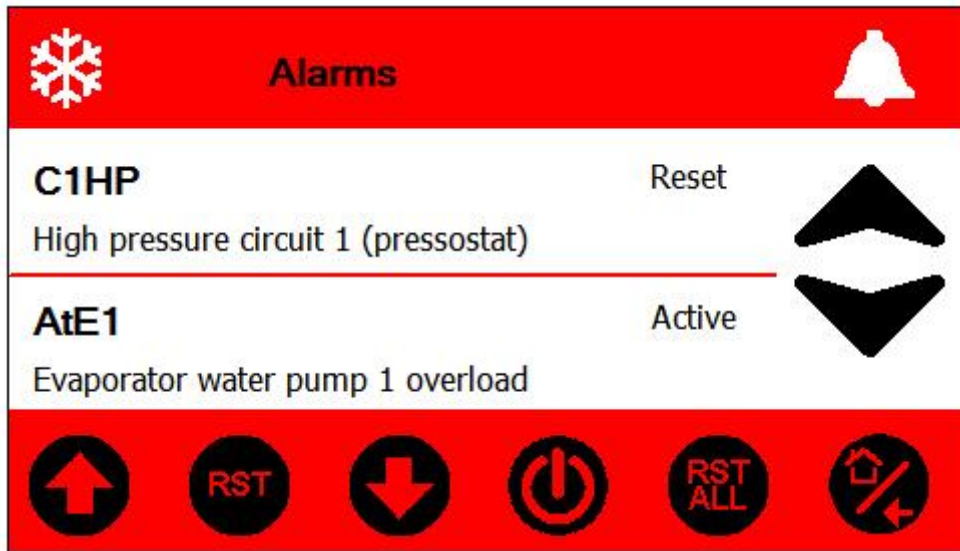 Alarms
C1HP Reset
High pressure circuit 1 (pressostat)
AtE1 Active
Evaporator water pump 1 overload
RST RST ALL